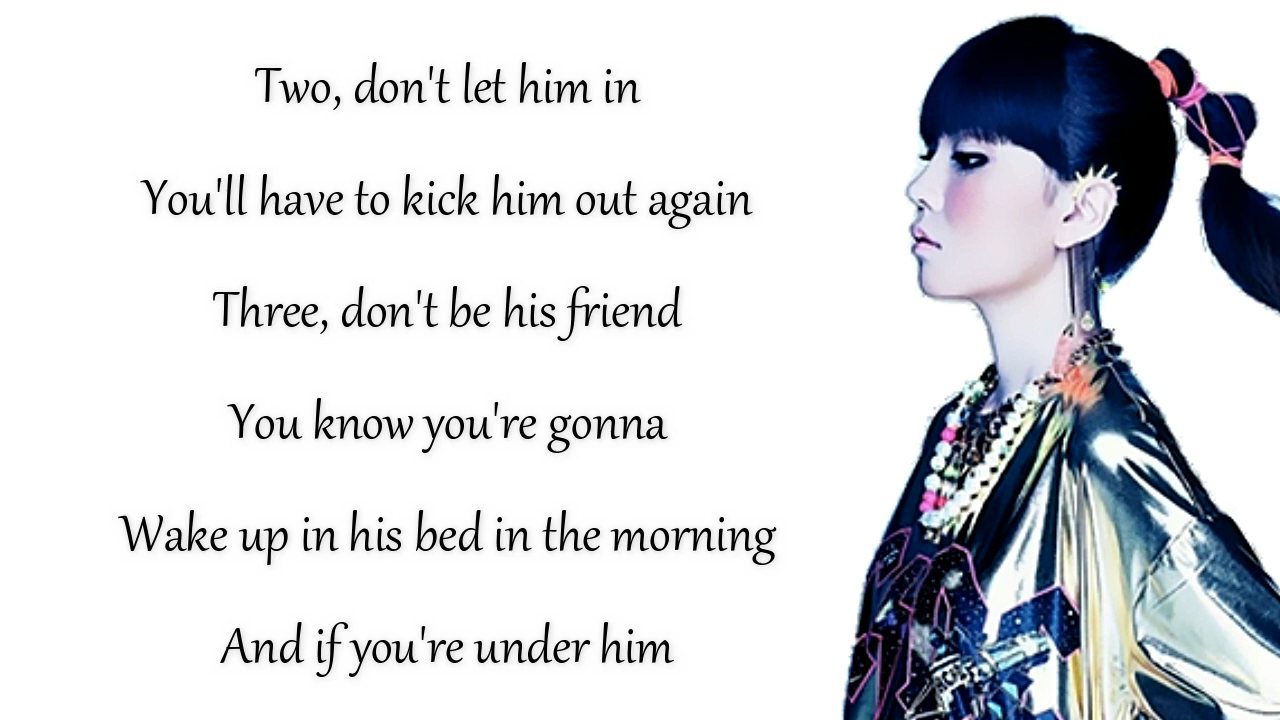 Two, don't let him in
You'll have to kick him out again
Three, don't be his friend
You know you're gonna
Wake up in his bed in the morning
And if you're under him